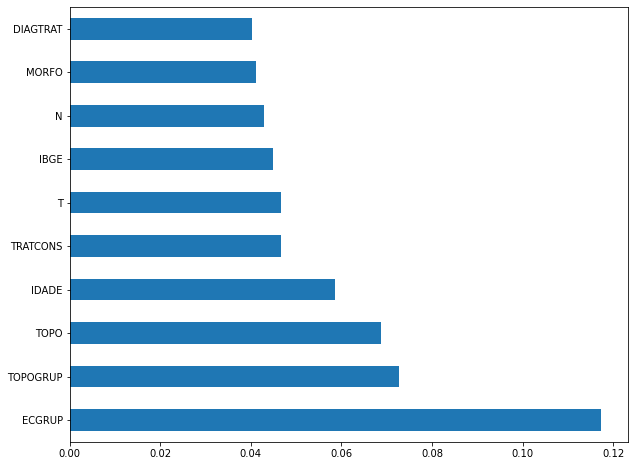 DIAGTRAT
MORFO
N
IBGE
T
TRATCONS
IDADE
TOPO
TOPOGRUP
ECGRUP
0.00 0.02 0.04 0.06 0.08 0.10 0.12